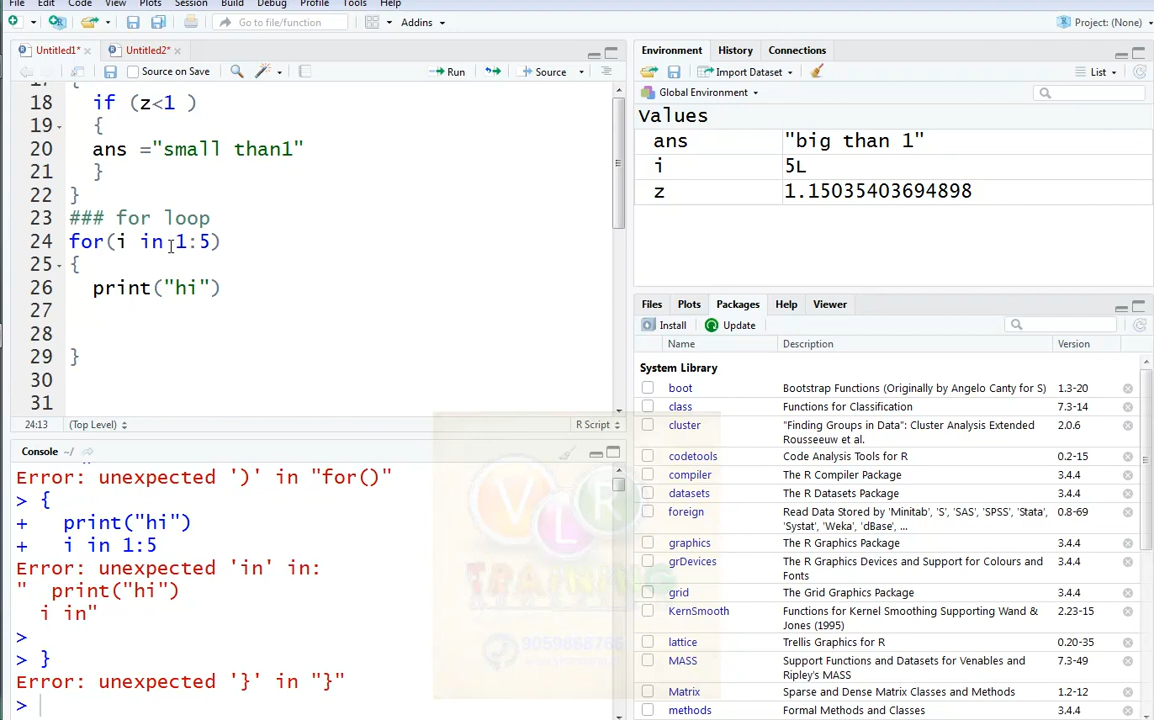 File Edit Code View Plots Session Build Debug Profile Tools Help
Go to file/function Addins Project: (None)
Untitled1* Untitled2*
Source on Save Run Source
17 {
18 if (z<1 )
19 {
20 ans ="small than1"
21 }
22 }
23 ### for loop
24 for(i in 1:5)
25 {
26 print("hi")
27
28
29 }
30
31
24:13 (Top Level) R Script
Console ~/
Error: unexpected ')' in "for()"
> {
+ print("hi")
+ i in 1:5
Error: unexpected 'in' in:
" print("hi")
i in"
>
> }
Error: unexpected '}' in "}"
>
Environment History Connections
Import Dataset List
Global Environment
Values
ans "big than 1"
i 5L
z 1.15035403694898
Files Plots Packages Help Viewer
Install Update
Name Description Version
System Library
boot Bootstrap Functions (Originally by Angelo Canty for S) 1.3-20
class Functions for Classification 7.3-14
cluster "Finding Groups in Data": Cluster Analysis Extended 2.0.6
Rousseeuw et al.
codetools Code Analysis Tools for R 0.2-15
compiler The R Compiler Package 3.4.4
datasets The R Datasets Package 3.4.4
foreign Read Data Stored by 'Minitab', 'S', 'SAS', 'SPSS', 'Stata', 0.8-69
'Systat', 'Weka', 'dBase', ...
graphics The R Graphics Package 3.4.4
grDevices The R Graphics Devices and Support for Colours and 3.4.4
Fonts
grid The Grid Graphics Package 3.4.4
KernSmooth Functions for Kernel Smoothing Supporting Wand & 2.23-15
Jones (1995)
lattice Trellis Graphics for R 0.20-35
MASS Support Functions and Datasets for Venables and 7.3-49
Ripley's MASS
Matrix Sparse and Dense Matrix Classes and Methods 1.2-12
methods Formal Methods and Classes 3.4.4
VLR
TRAINING